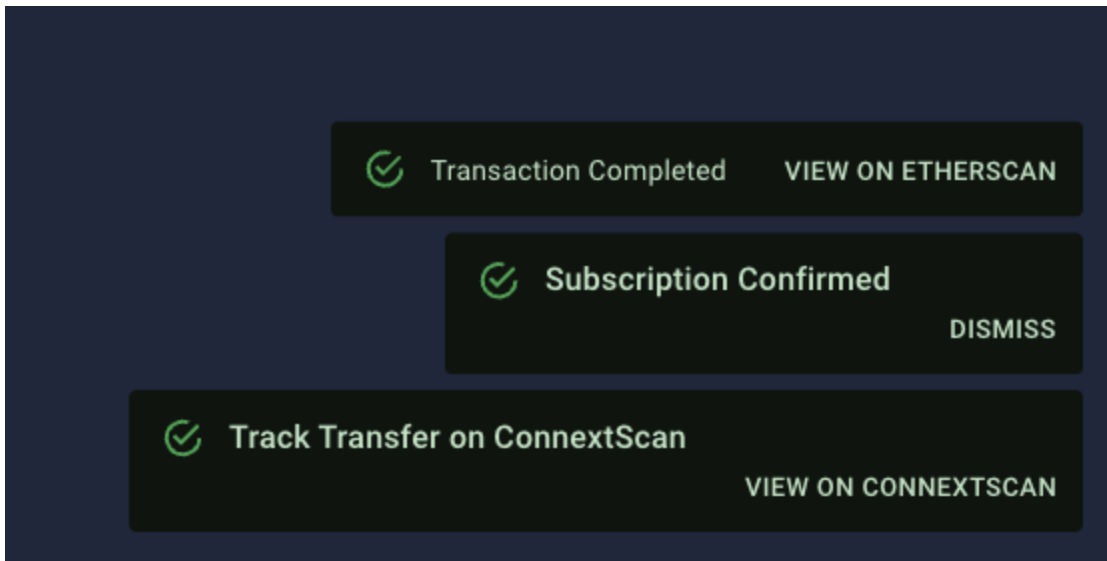 Transaction Completed VIEW ON ETHERSCAN
Subscription Confirmed
DISMISS
Track Transfer on ConnextScan
VIEW ON CONNEXTSCAN